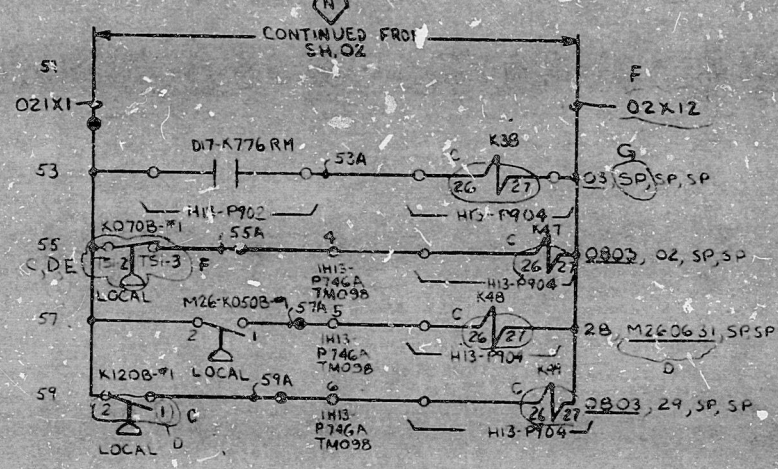 N
CONTINUED FROM
SH. 02
51
F
021X1
02X12
D17-K776 RM
53
53A
K38
C
26 27
G
03, SP, SP, SP
H13-P904
K070B-#1
K47
55
55A
4
C
26 27
0803, 02, SP, SP
C, D, E
TS1-2 TS1-3
F
LOCAL
1H13-
P746A
TM098
H13-P904
M26-K050B-
K48
57
57A
5
C
26 27
28, M260631, SP, SP
2 1
D
LOCAL
1H13-
P746A
TM098
H13-P904
K120B-#1
59
59A
6
C
26 27
0803, 29, SP, SP
2 1
C
D
LOCAL
1H13-
P746A
TM098
H13-P904